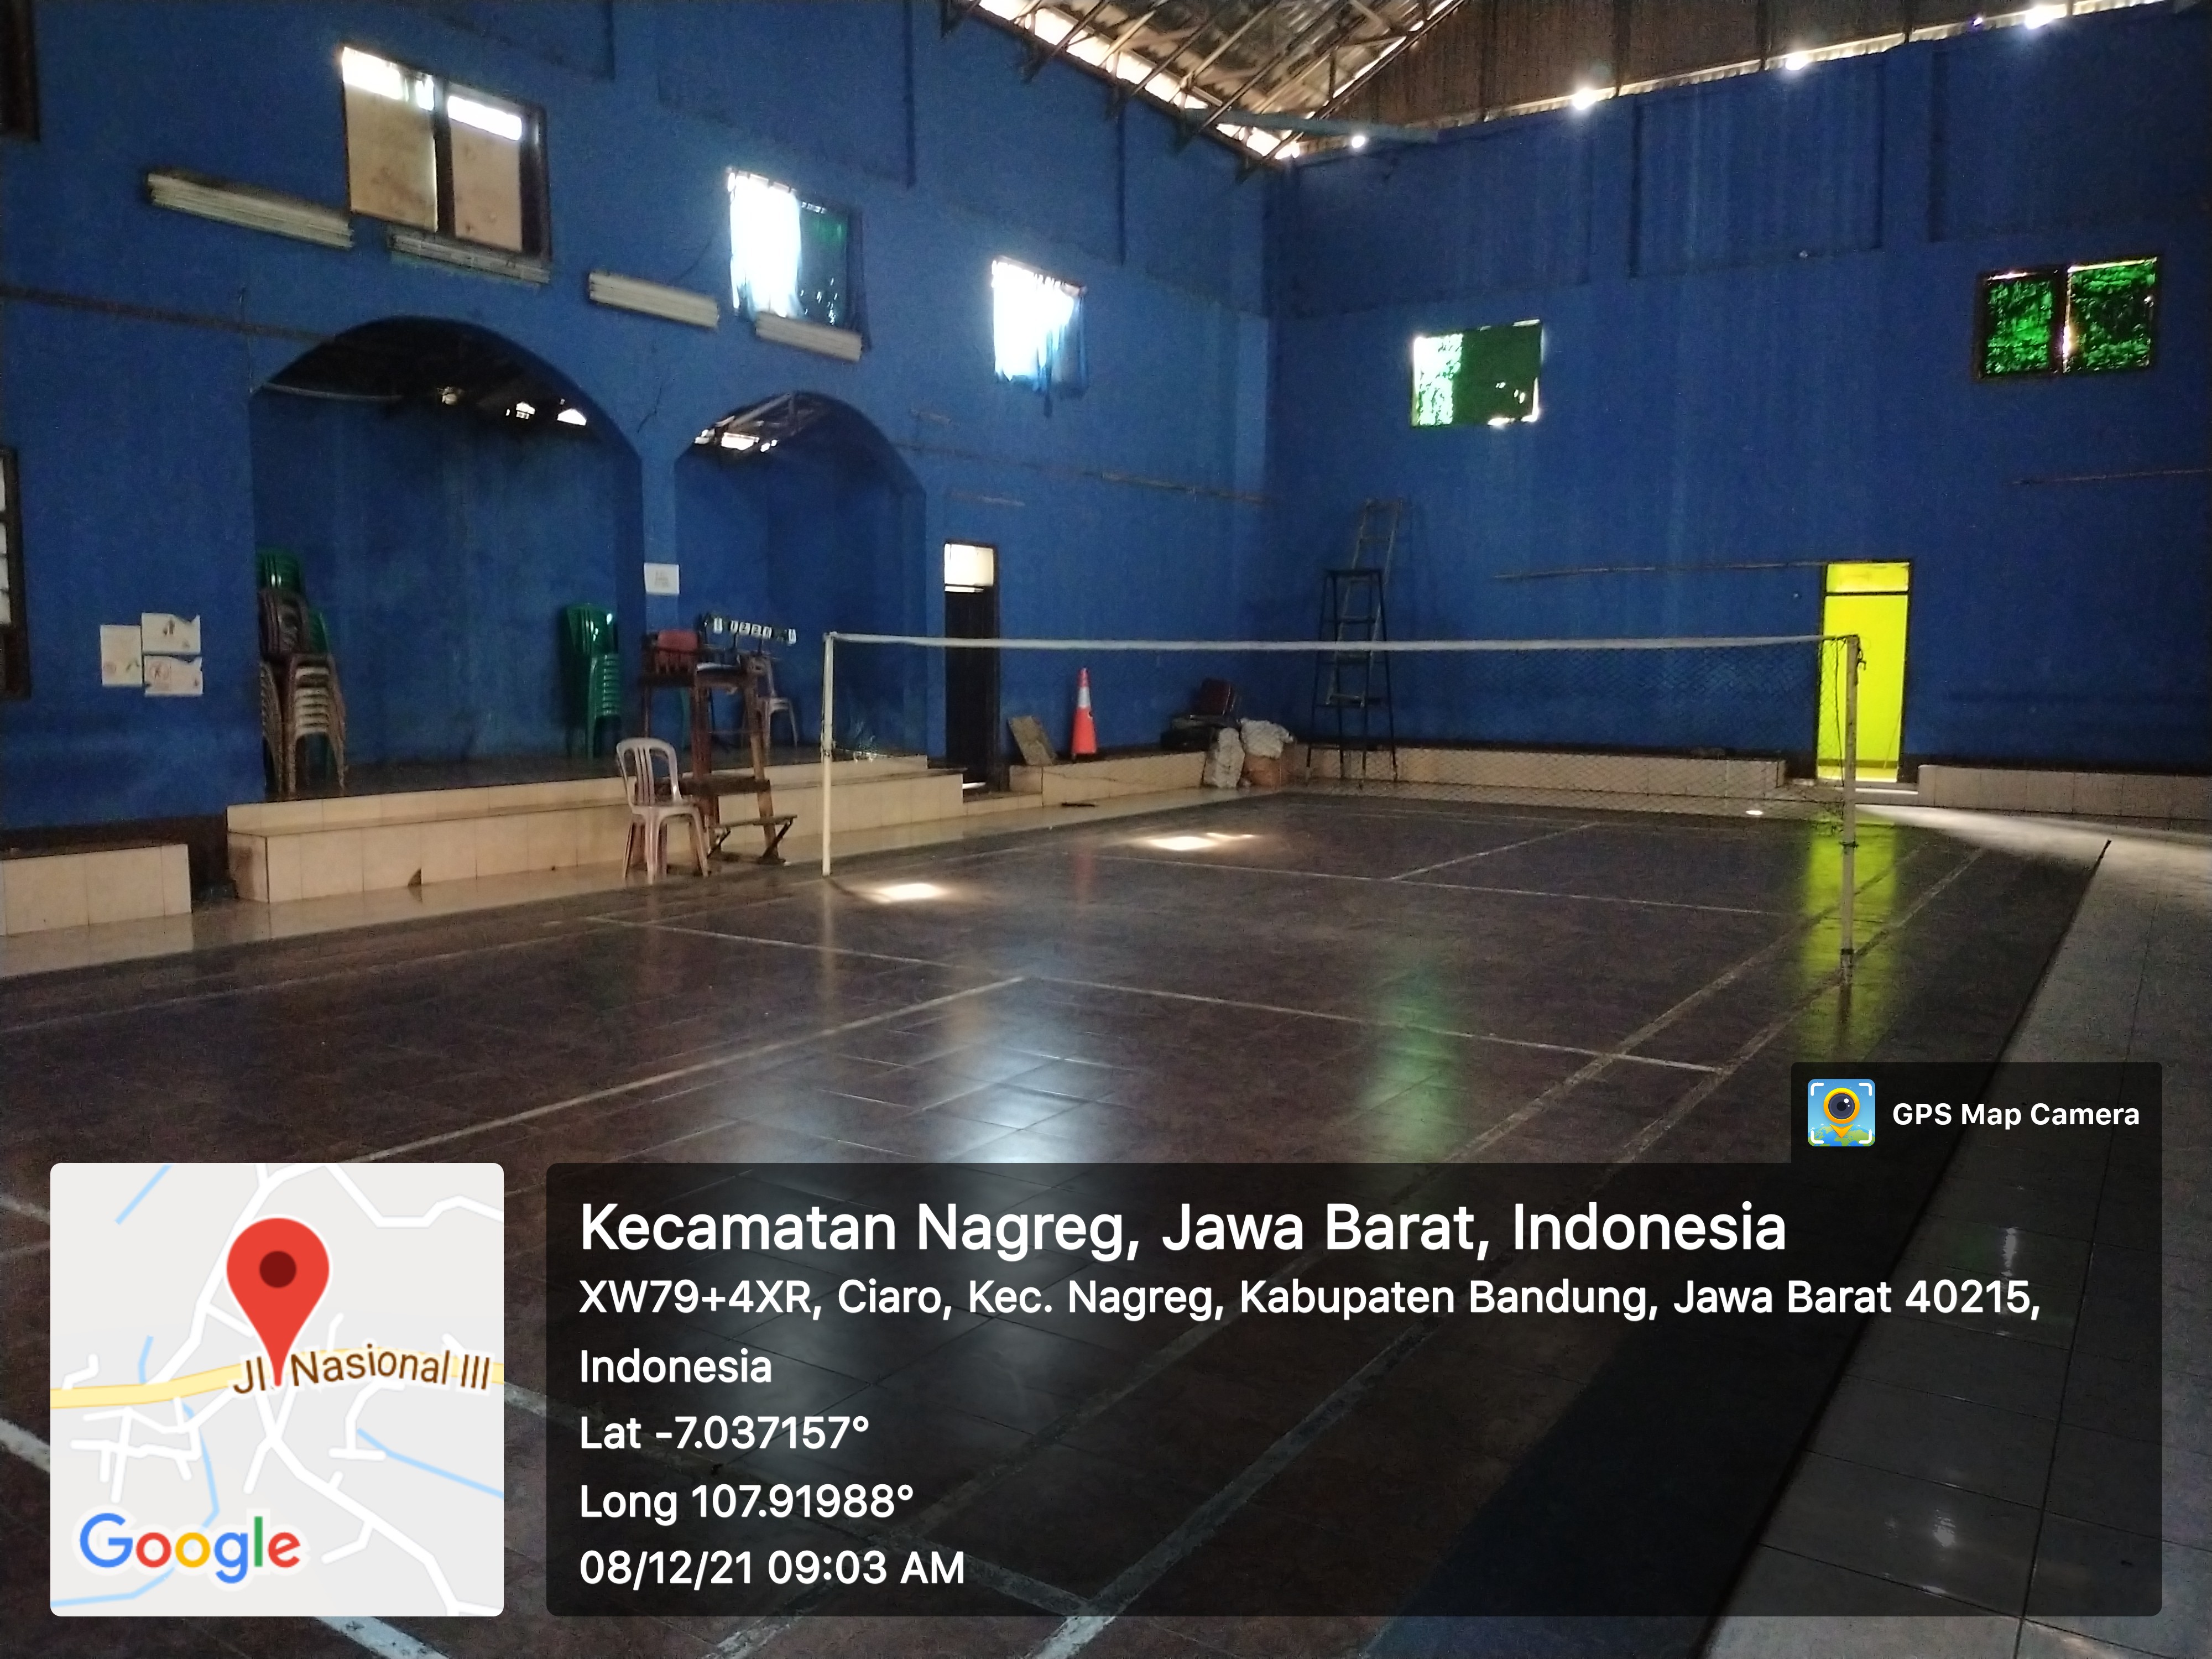 GPS Map Camera
Kecamatan Nagreg, Jawa Barat, Indonesia
XW79+4XR, Ciaro, Kec. Nagreg, Kabupaten Bandung, Jawa Barat 40215,
Indonesia
Lat -7.037157°
Long 107.91988°
08/12/21 09:03 AM
Jl. Nasional III
Google